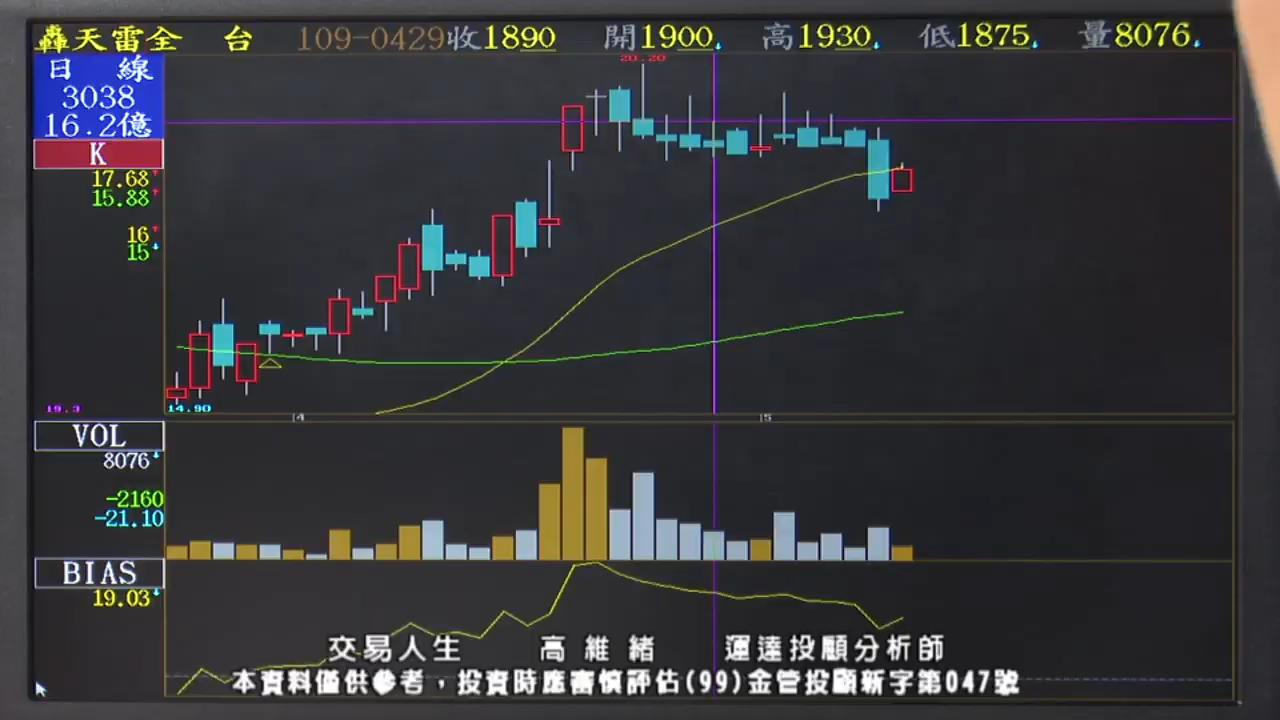 轟天雷全 台 109-0429收1890 開1900 高1930 低1875 量8076
日 線
3038
16.2億
K
17.68
15.88
16
15
20.20
19.3
14.90
4
5
VOL
8076
-2160
-21.10
BIAS
19.03
交易人生 高維緒 運達投顧分析師
本資料僅供參考，投資時應審慎評估(99)金管投顧新字第047號